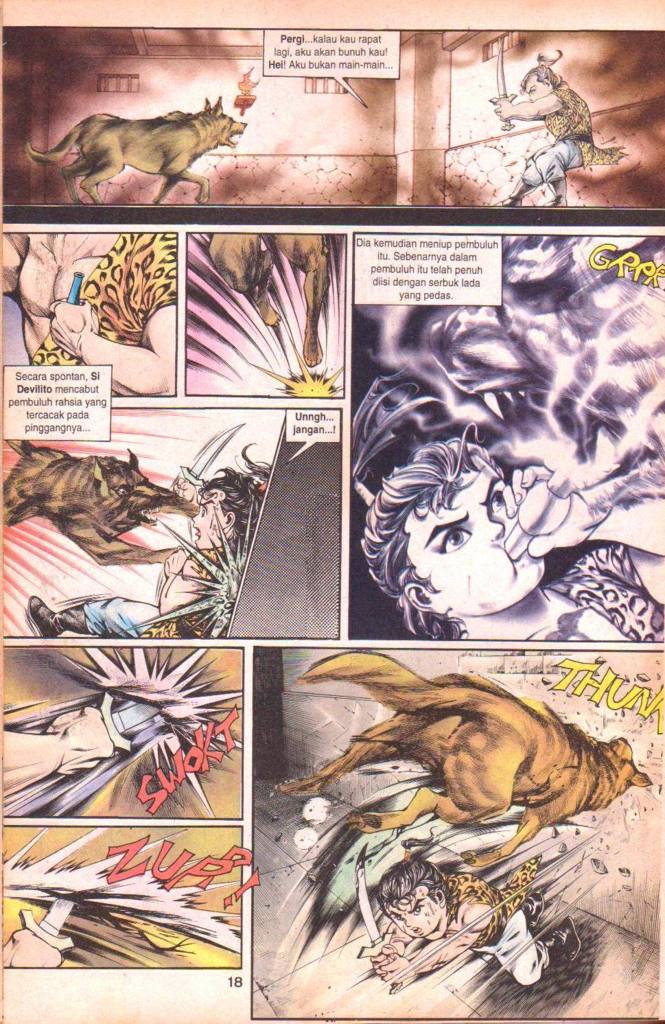 Pergi...kalau kau rapat
lagi, aku akan bunuh kau!
Hei! Aku bukan main-main...
Dia kemudian meniup pembuluh
itu. Sebenarnya dalam
pembuluh itu telah penuh
diisi dengan serbuk lada
yang pedas.
GRRR
Secara spontan, Si
Devilito mencabut
pembuluh rahsia yang
tercacak pada
pinggangnya...
Unngh...
jangan...!
SWOKT
ZUPP!
THUNK
18